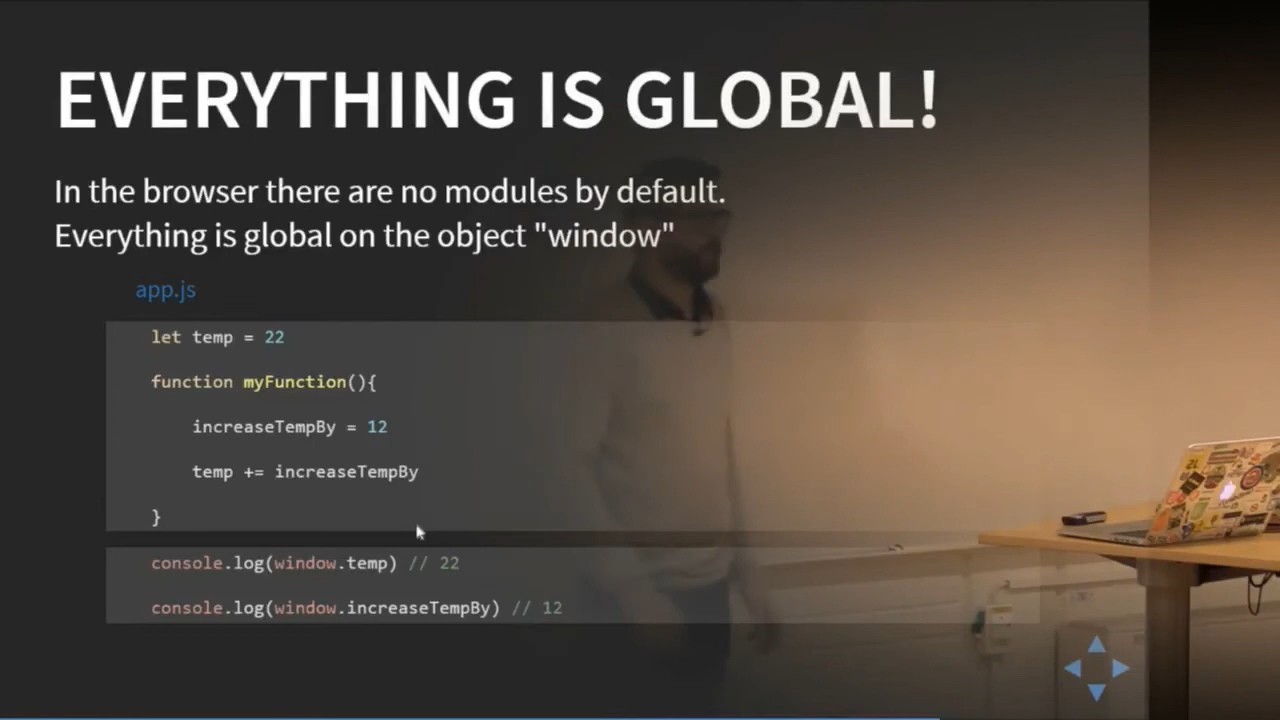 EVERYTHING IS GLOBAL!
In the browser there are no modules by default.
Everything is global on the object "window"
app.js
let temp = 22
function myFunction(){
increaseTempBy = 12
temp += increaseTempBy
}
console.log(window.temp) // 22
console.log(window.increaseTempBy) // 12